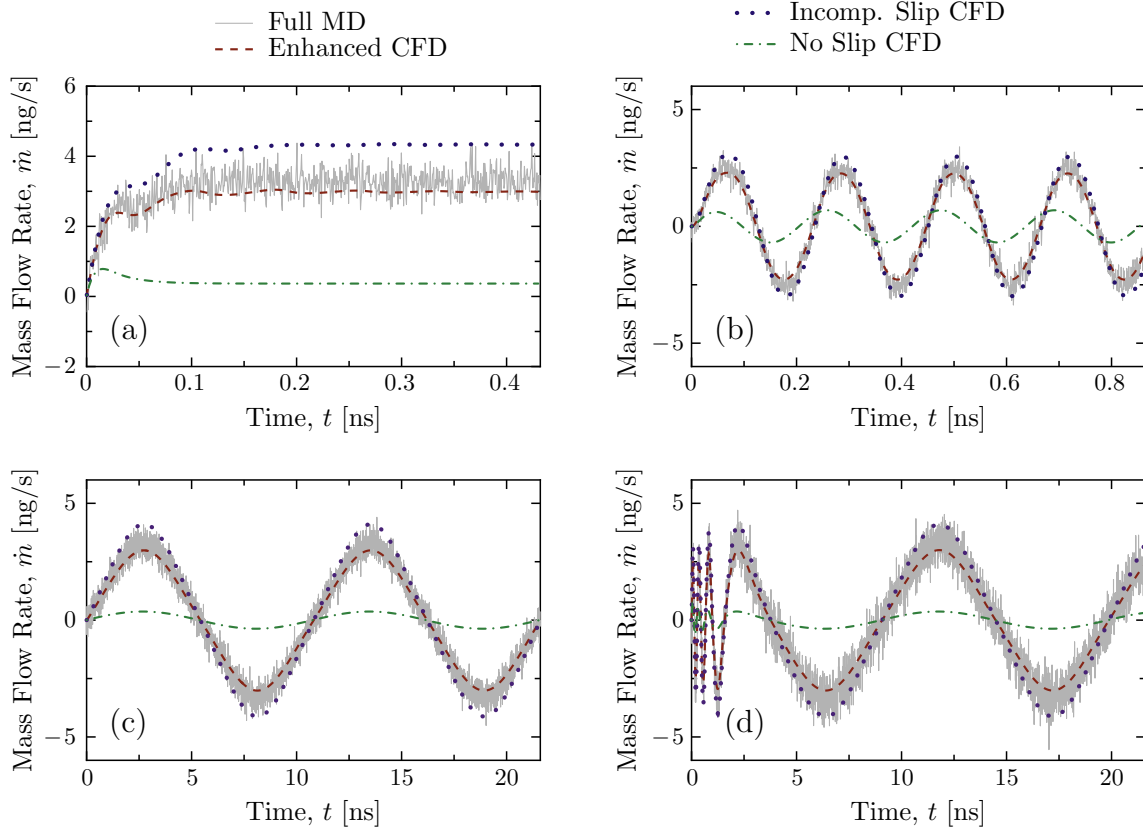 Full MD
Enhanced CFD
Incomp. Slip CFD
No Slip CFD
Mass Flow Rate, ṁ [ng/s]
6
4
2
0
−2
(a)
0
0.1
0.2
0.3
0.4
Time, t [ns]
Mass Flow Rate, ṁ [ng/s]
5
0
−5
(b)
0
0.2
0.4
0.6
0.8
Time, t [ns]
Mass Flow Rate, ṁ [ng/s]
5
0
−5
(c)
0
5
10
15
20
Time, t [ns]
Mass Flow Rate, ṁ [ng/s]
5
0
−5
(d)
0
5
10
15
20
Time, t [ns]